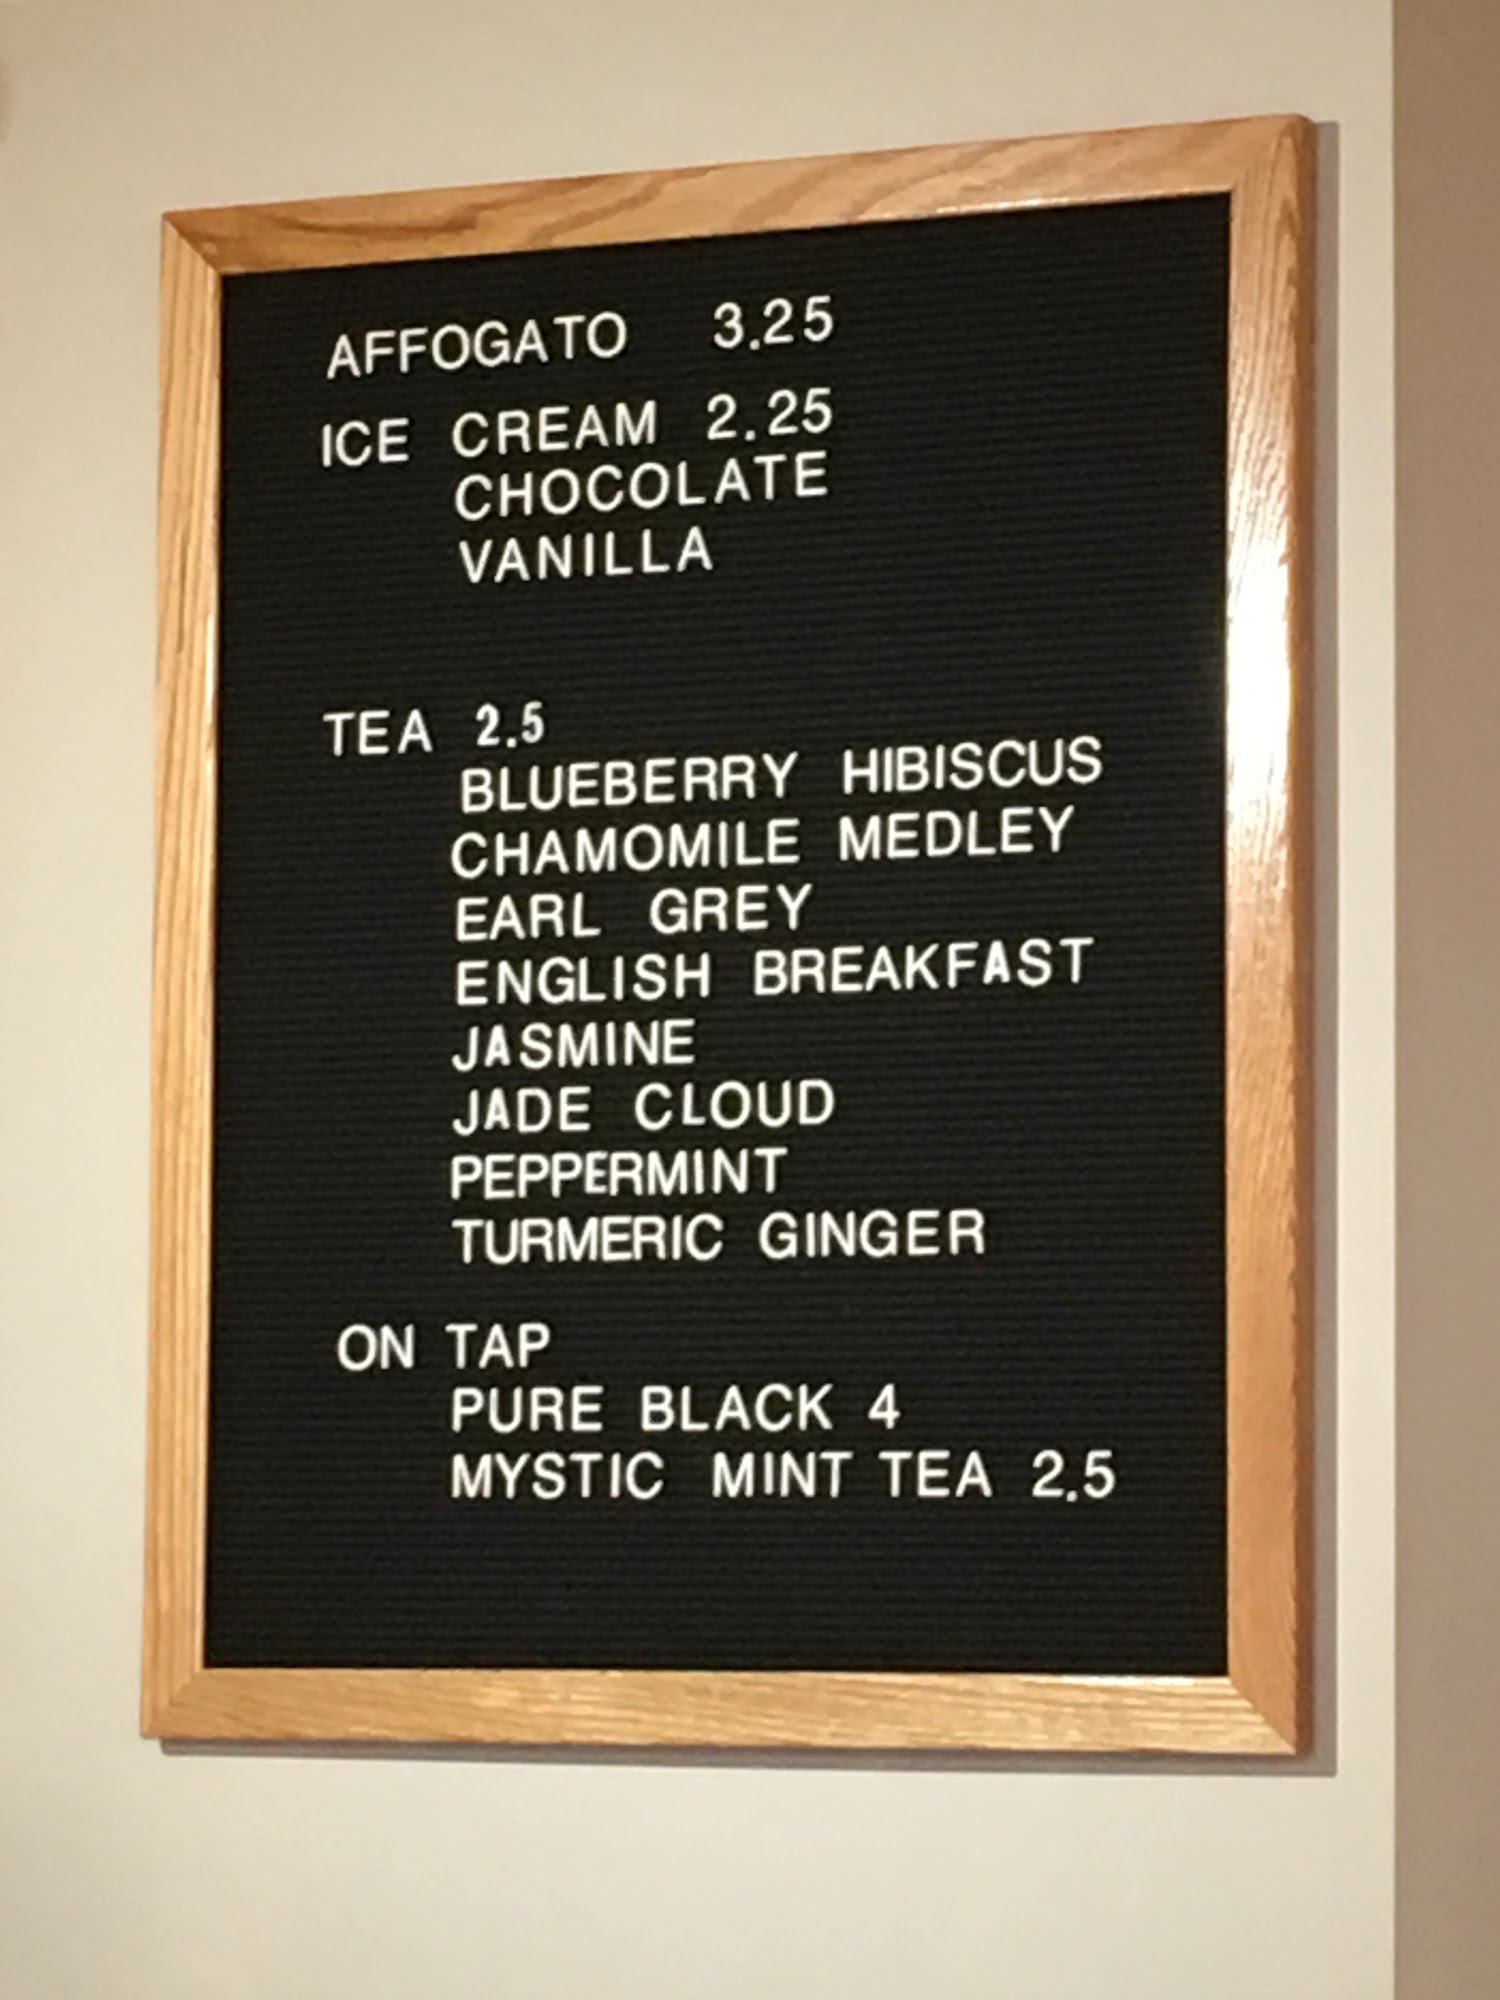 AFFOGATO 3.25
ICE CREAM 2.25
CHOCOLATE
VANILLA
TEA 2.5
BLUEBERRY HIBISCUS
CHAMOMILE MEDLEY
EARL GREY
ENGLISH BREAKFAST
JASMINE
JADE CLOUD
PEPPERMINT
TURMERIC GINGER
ON TAP
PURE BLACK 4
MYSTIC MINT TEA 2.5